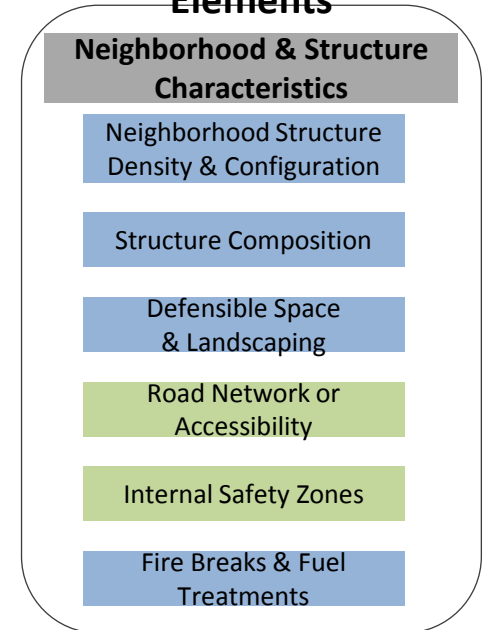 Elements
Neighborhood & Structure
Characteristics
Neighborhood Structure
Density & Configuration
Structure Composition
Defensible Space
& Landscaping
Road Network or
Accessibility
Internal Safety Zones
Fire Breaks & Fuel
Treatments